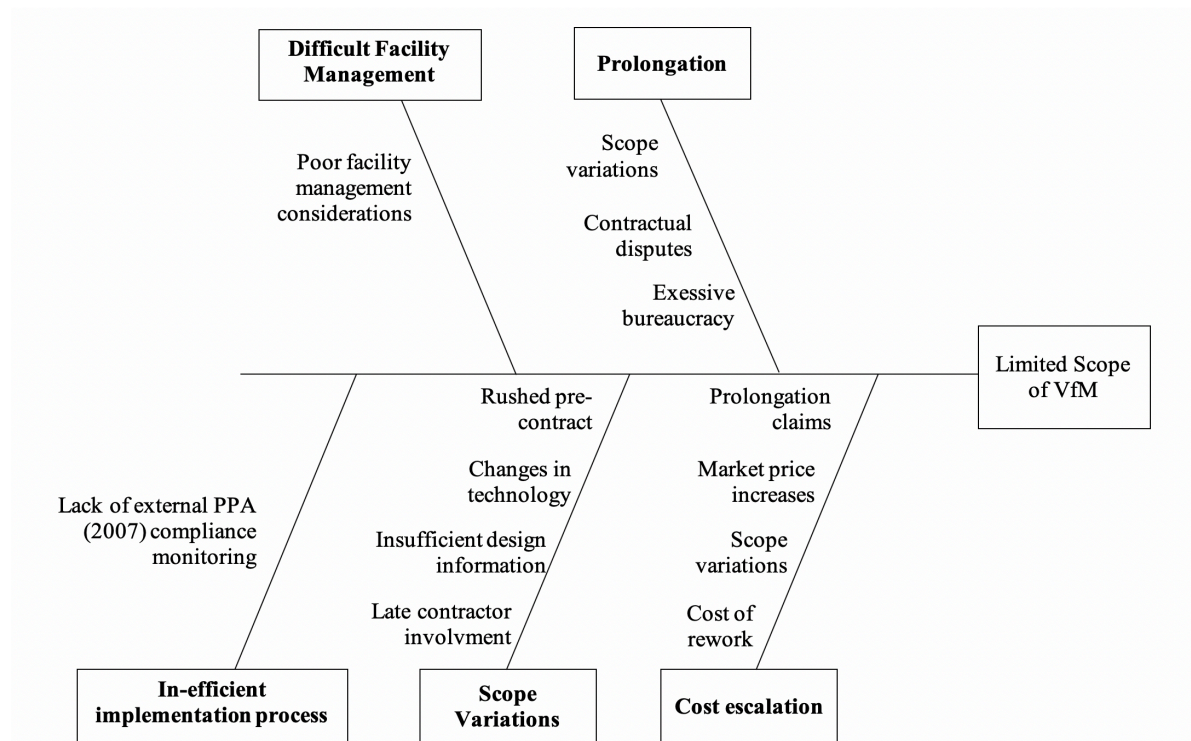 Difficult Facility
Management
Prolongation
Poor facility
management
considerations
Scope
variations
Contractual
disputes
Exessive
bureaucracy
Limited Scope
of VfM
Rushed pre-
contract
Changes in
technology
Insufficient design
information
Late contractor
involvment
Prolongation
claims
Market price
increases
Scope
variations
Cost of
rework
Lack of external PPA
(2007) compliance
monitoring
In-efficient
implementation process
Scope
Variations
Cost escalation